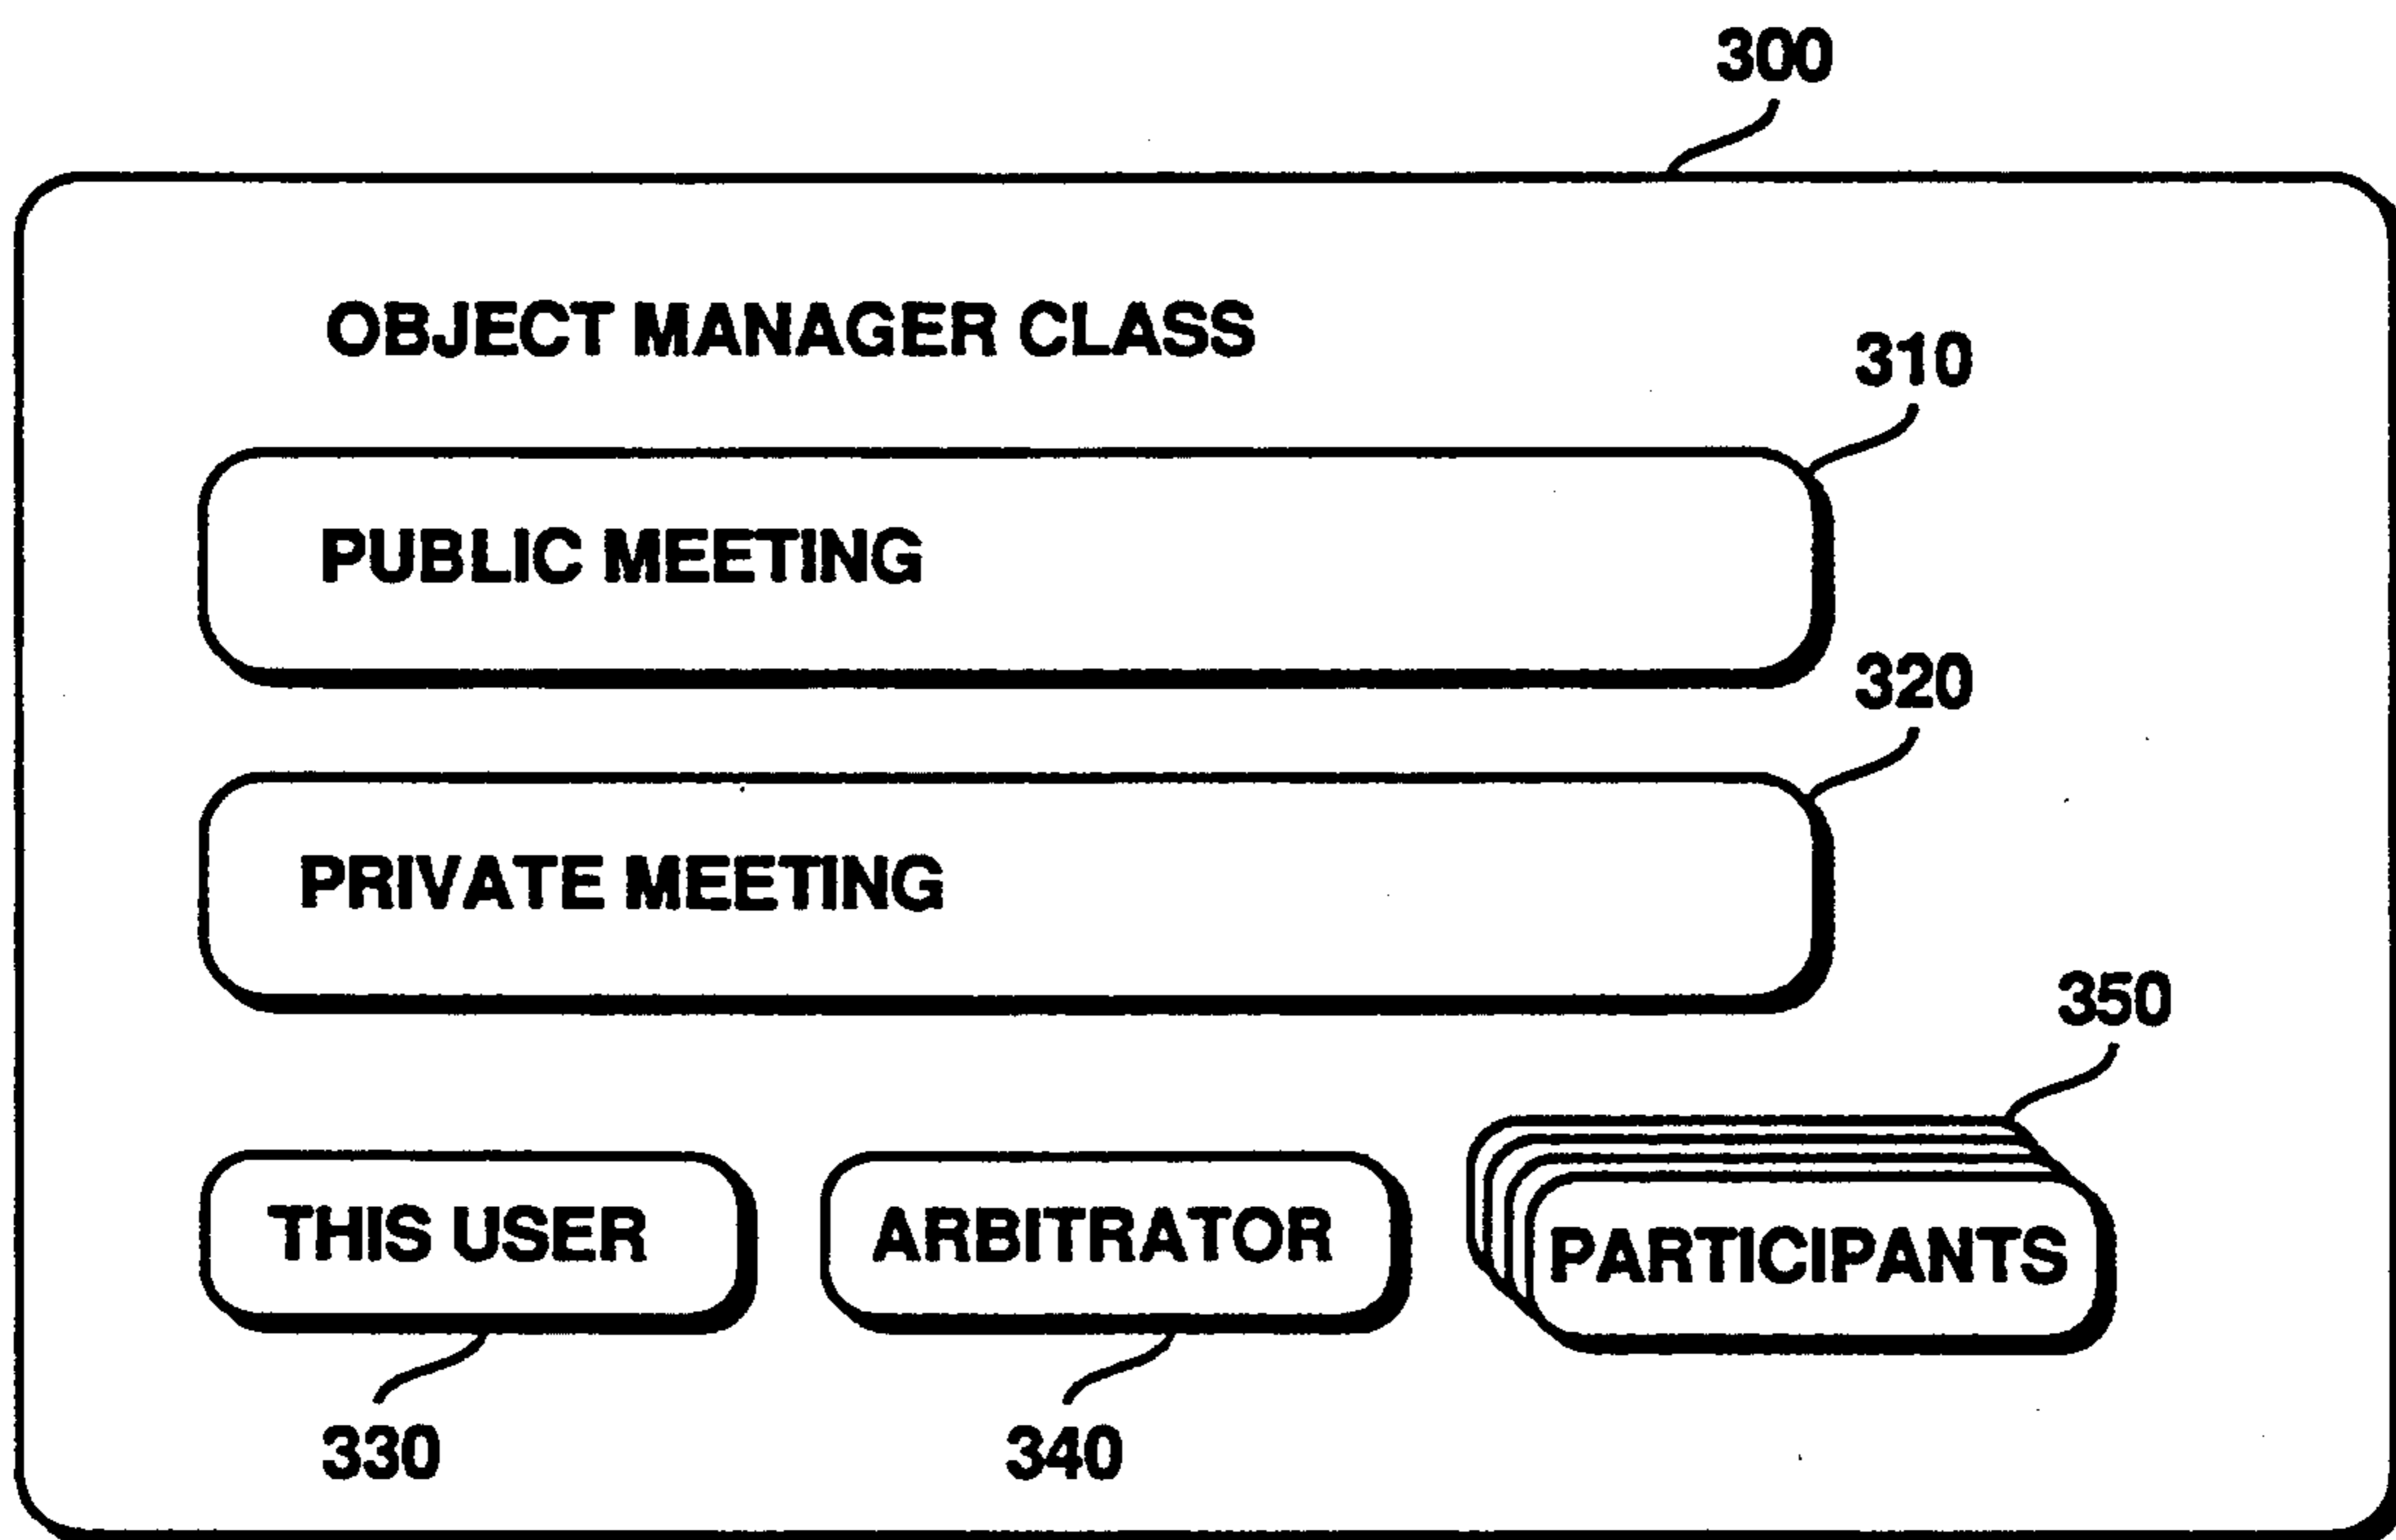 300
OBJECT MANAGER CLASS
310
PUBLIC MEETING
320
PRIVATE MEETING
350
THIS USER
ARBITRATOR
PARTICIPANTS
330
340